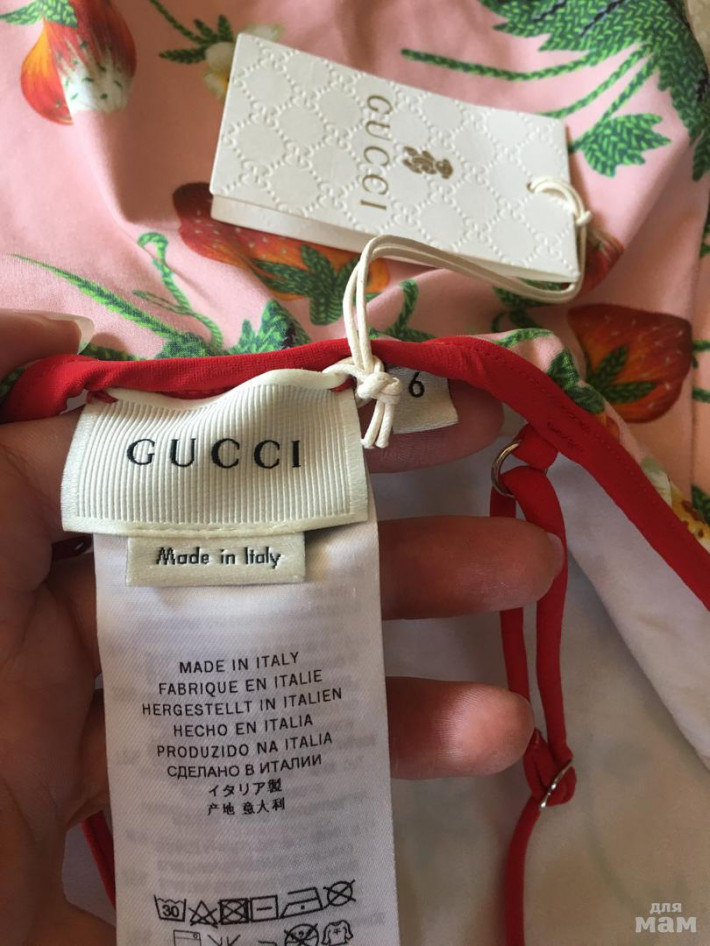 GUCCI
6
GUCCI
Made in Italy
MADE IN ITALY
FABRIQUE EN ITALIE
HERGESTELLT IN ITALIEN
HECHO EN ITALIA
PRODUZIDO NA ITALIA
СДЕЛАНО В ИТАЛИИ
イタリア製
产地 意大利
30
для
мам